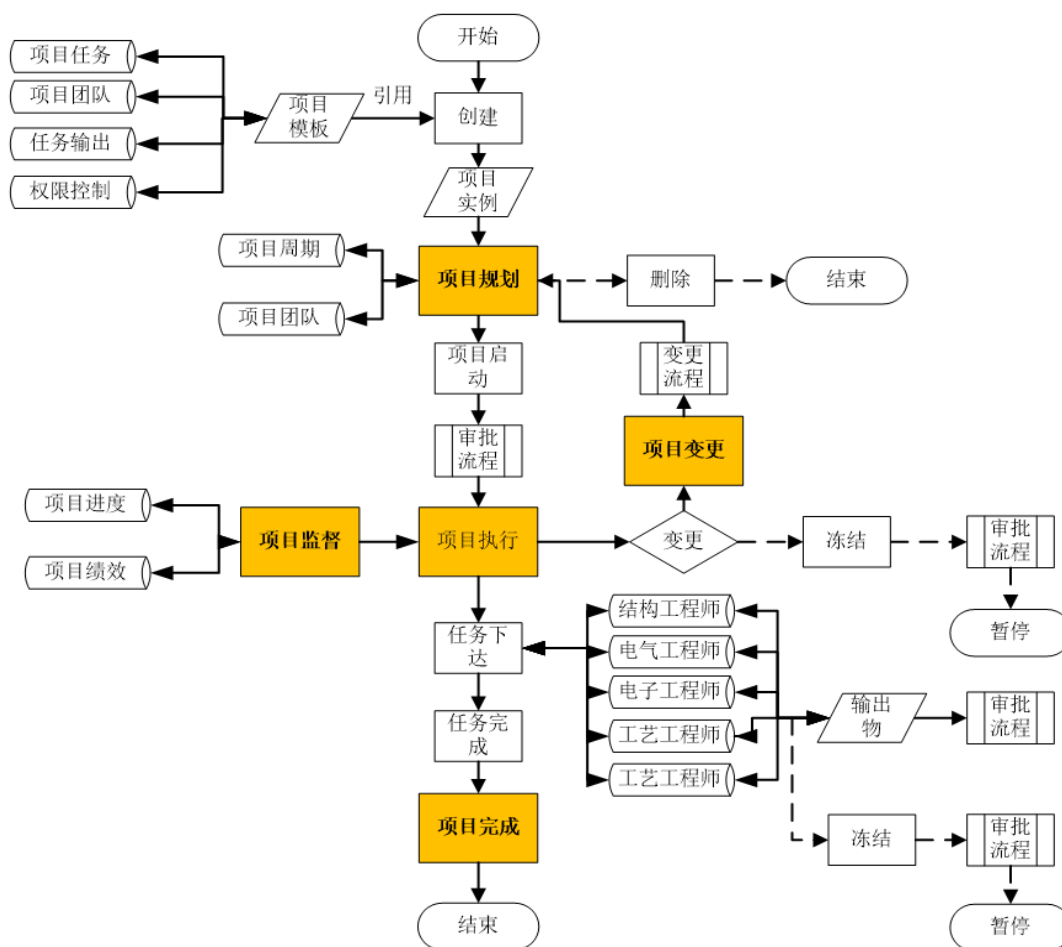 开始
项目任务
项目团队
任务输出
权限控制
项目
模板
引用
创建
项目
实例
项目周期
项目团队
项目规划
删除
结束
项目启
动
变更
流程
审批
流程
项目变更
项目进度
项目绩效
项目监督
项目执行
变更
冻结
审批
流程
暂停
任务下
达
结构工程师
电气工程师
电子工程师
工艺工程师
工艺工程师
输出
物
审批
流程
任务完
成
项目完成
冻结
审批
流程
暂停
结束